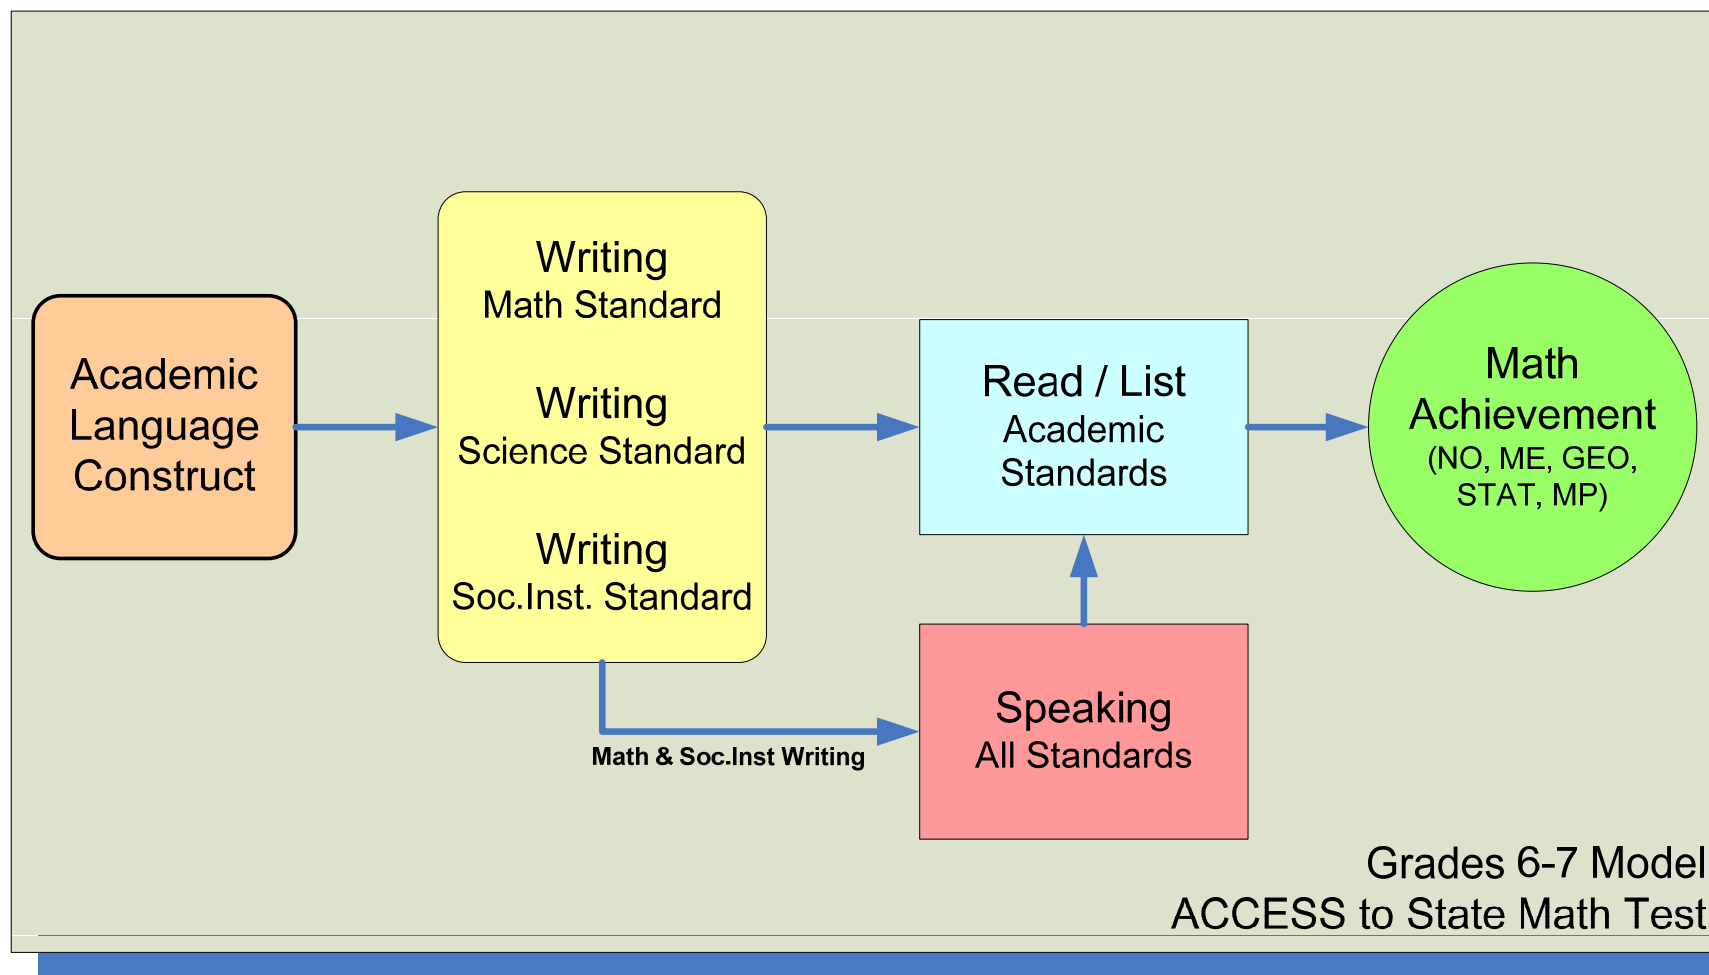 Academic
Language
Construct
Writing
Math Standard
Writing
Science Standard
Writing
Soc.Inst. Standard
Read / List
Academic
Standards
Math
Achievement
(NO, ME, GEO,
STAT, MP)
Math & Soc.Inst Writing
Speaking
All Standards
Grades 6-7 Model
ACCESS to State Math Test